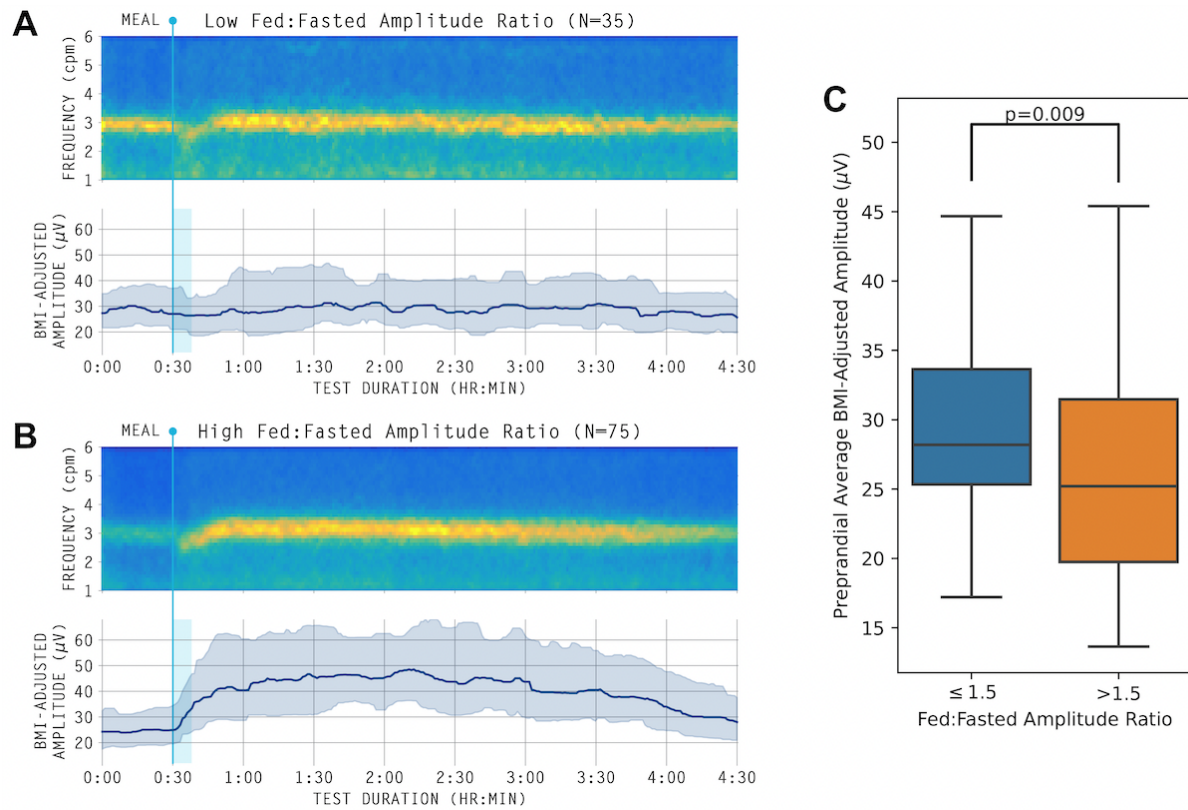 A
MEAL
Low Fed:Fasted Amplitude Ratio (N=35)
FREQUENCY (cpm)
6
5
4
3
2
1
BMI-ADJUSTED
AMPLITUDE (μV)
60
50
40
30
20
0:00 0:30 1:00 1:30 2:00 2:30 3:00 3:30 4:00 4:30
TEST DURATION (HR:MIN)
B
MEAL
High Fed:Fasted Amplitude Ratio (N=75)
FREQUENCY (cpm)
6
5
4
3
2
1
BMI-ADJUSTED
AMPLITUDE (μV)
60
50
40
30
20
0:00 0:30 1:00 1:30 2:00 2:30 3:00 3:30 4:00 4:30
TEST DURATION (HR:MIN)
C
p=0.009
Preprandial Average BMI-Adjusted Amplitude (μV)
50
45
40
35
30
25
20
15
≤1.5 >1.5
Fed:Fasted Amplitude Ratio